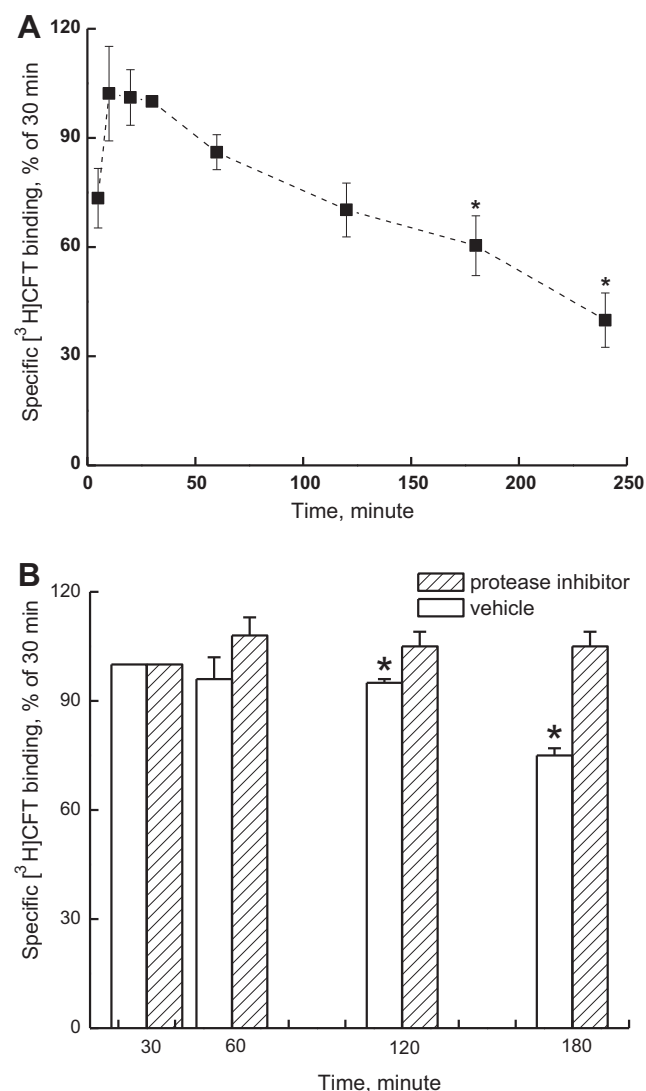 A
Specific [³ H]CFT binding, % of 30 min
120
90
60
30
0
*
*
0 50 100 150 200 250
Time, minute
B
Specific [³ H]CFT binding, % of 30 min
120
90
60
30
0
protease inhibitor
vehicle
*
*
30 60 120 180
Time, minute